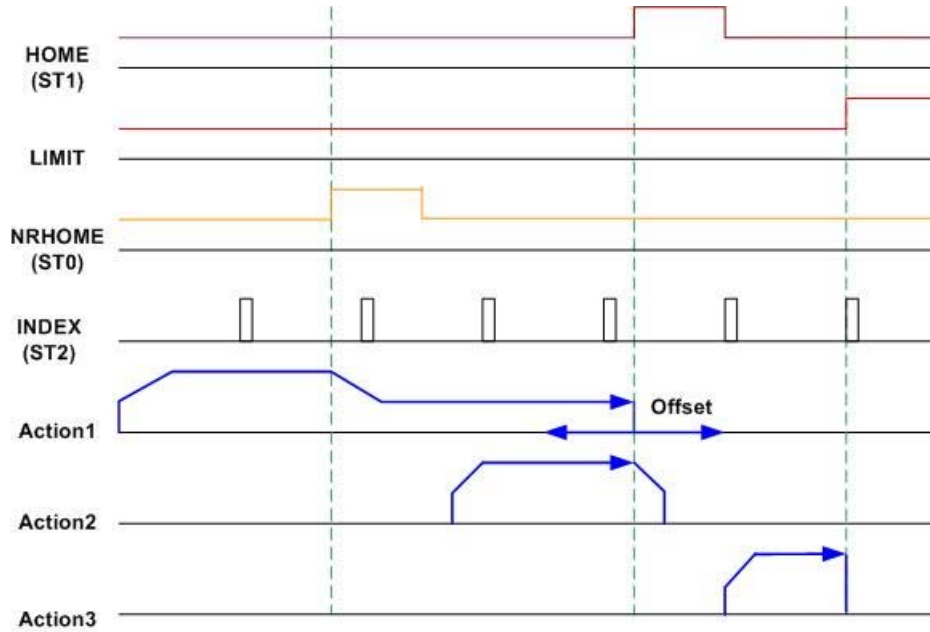 HOME
(ST1)
LIMIT
NRHOME
(ST0)
INDEX
(ST2)
Offset
Action1
Action2
Action3